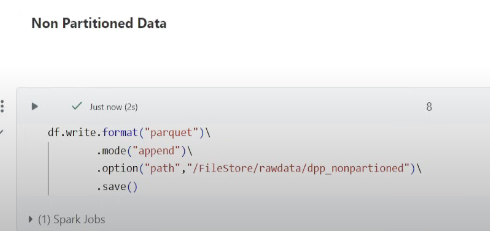 Non Partitioned Data
Just now (2s)
8
df.write.format("parquet")\
.mode("append")\
.option("path","/FileStore/rawdata/dpp_nonpartioned")\
.save()
(1) Spark Jobs